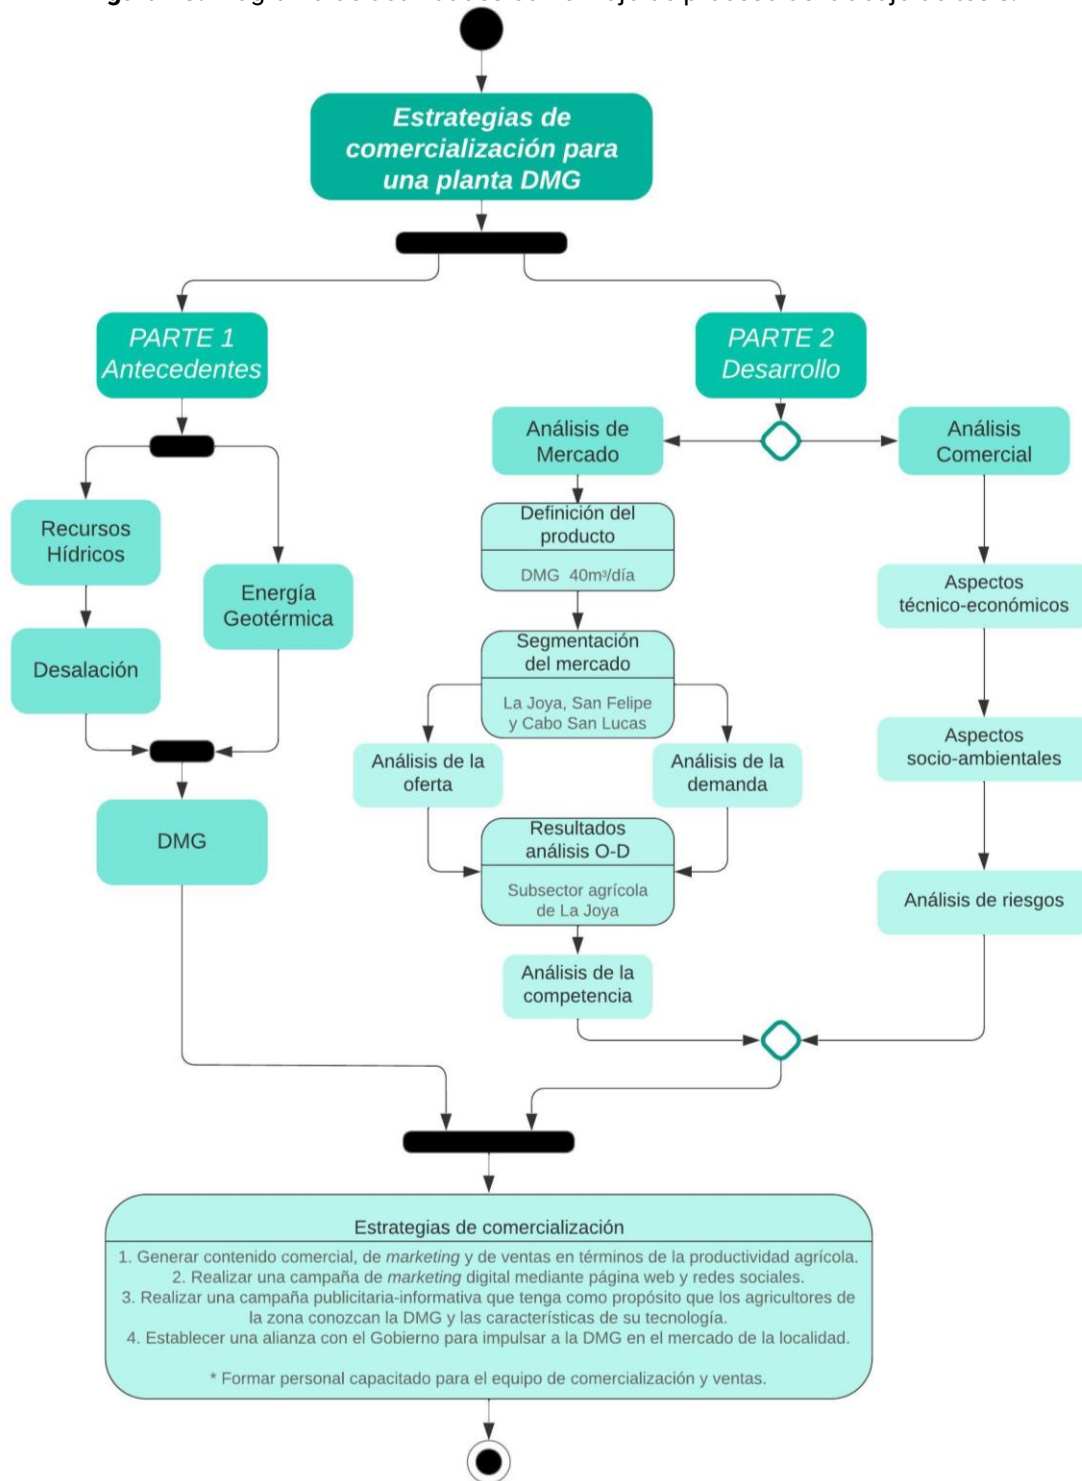 Estrategias de
comercialización para
una planta DMG
PARTE 1
Antecedentes
PARTE 2
Desarrollo
Recursos
Hídricos
Desalación
Energía
Geotérmica
DMG
Análisis de
Mercado
Definición del
producto
DMG 40m³/día
Segmentación
del mercado
La Joya, San Felipe
y Cabo San Lucas
Análisis de la
oferta
Análisis de la
demanda
Resultados
análisis O-D
Subsector agrícola
de La Joya
Análisis de la
competencia
Análisis
Comercial
Aspectos
técnico-económicos
Aspectos
socio-ambientales
Análisis de riesgos
Estrategias de comercialización
1. Generar contenido comercial, de marketing y de ventas en términos de la productividad agrícola.
2. Realizar una campaña de marketing digital mediante página web y redes sociales.
3. Realizar una campaña publicitaria-informativa que tenga como propósito que los agricultores de
la zona conozcan la DMG y las características de su tecnología.
4. Establecer una alianza con el Gobierno para impulsar a la DMG en el mercado de la localidad.
* Formar personal capacitado para el equipo de comercialización y ventas.